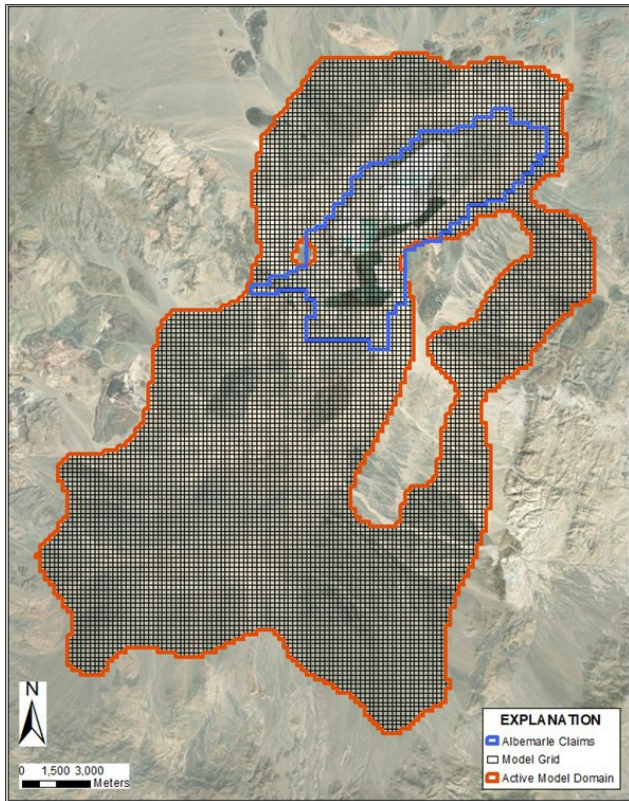 N
0 1,500 3,000
Meters
EXPLANATION
Albemarle Claims
Model Grid
Active Model Domain